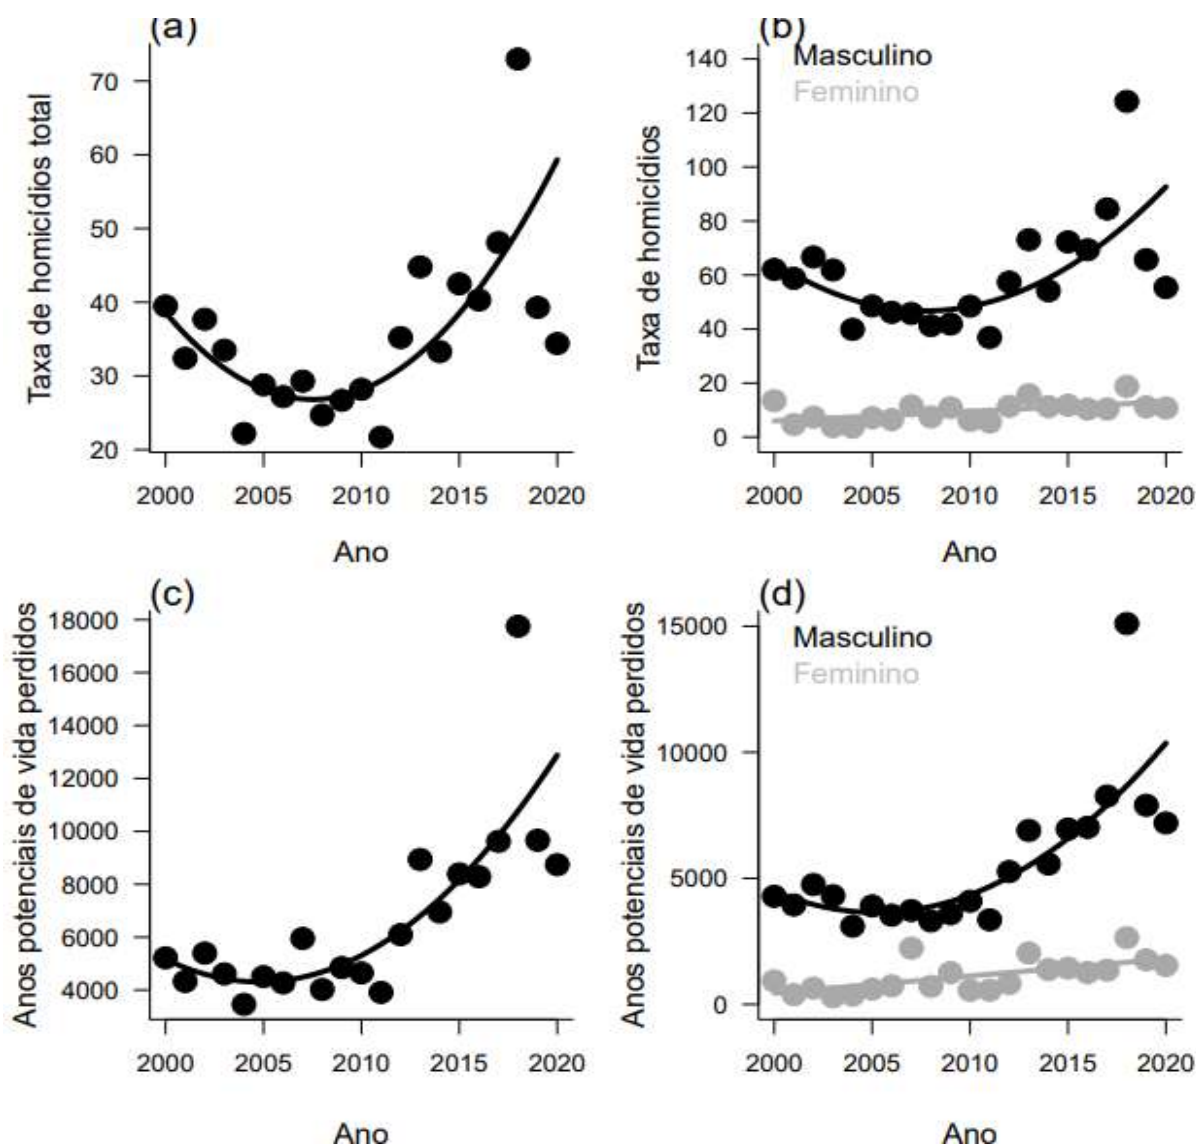 (a)
Taxa de homicídios total
70
60
50
40
30
20
2000 2005 2010 2015 2020
Ano
(b)
Masculino
Feminino
Taxa de homicídios
140
120
100
80
60
40
20
0
2000 2005 2010 2015 2020
Ano
(c)
Anos potenciais de vida perdidos
18000
16000
14000
12000
10000
8000
6000
4000
2000 2005 2010 2015 2020
Ano
(d)
Masculino
Feminino
Anos potenciais de vida perdidos
15000
10000
5000
0
2000 2005 2010 2015 2020
Ano